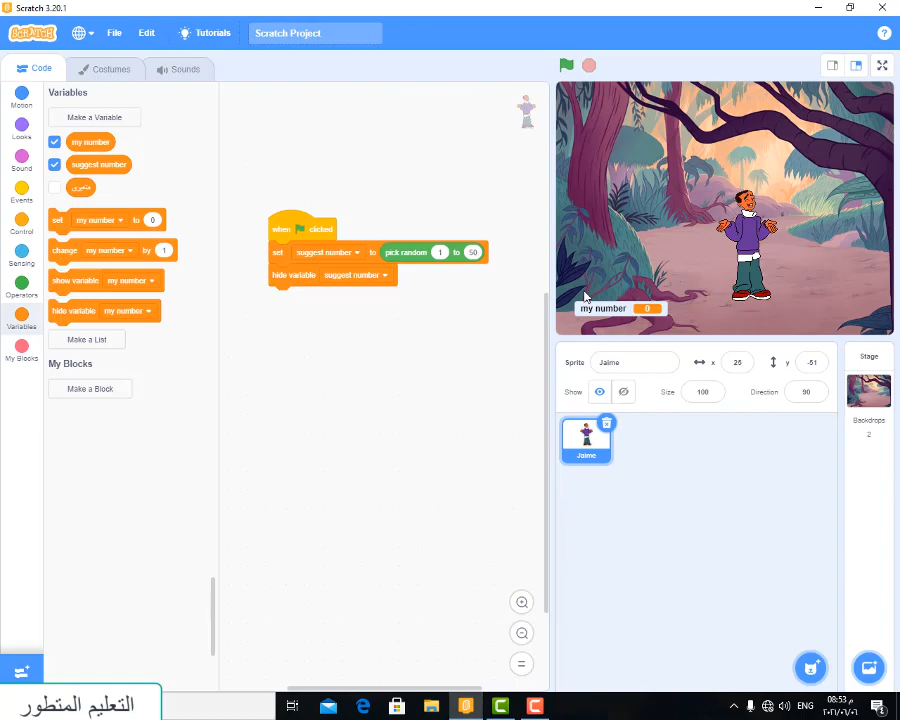 Scratch 3.20.1
SCRATCH
File
Edit
Tutorials
Scratch Project
Code
Costumes
Sounds
Motion
Looks
Sound
Events
Control
Sensing
Operators
Variables
My Blocks
Variables
Make a Variable
my number
suggest number
متغيري
set my number to 0
change my number by 1
show variable my number
hide variable my number
Make a List
My Blocks
Make a Block
when clicked
set suggest number to pick random 1 to 50
hide variable suggest number
my number 0
Sprite Jaime x 25 y -51
Show Size 100 Direction 90
Jaime
Stage
Backdrops
2
التعليم المتطور
ENG
08:53 م